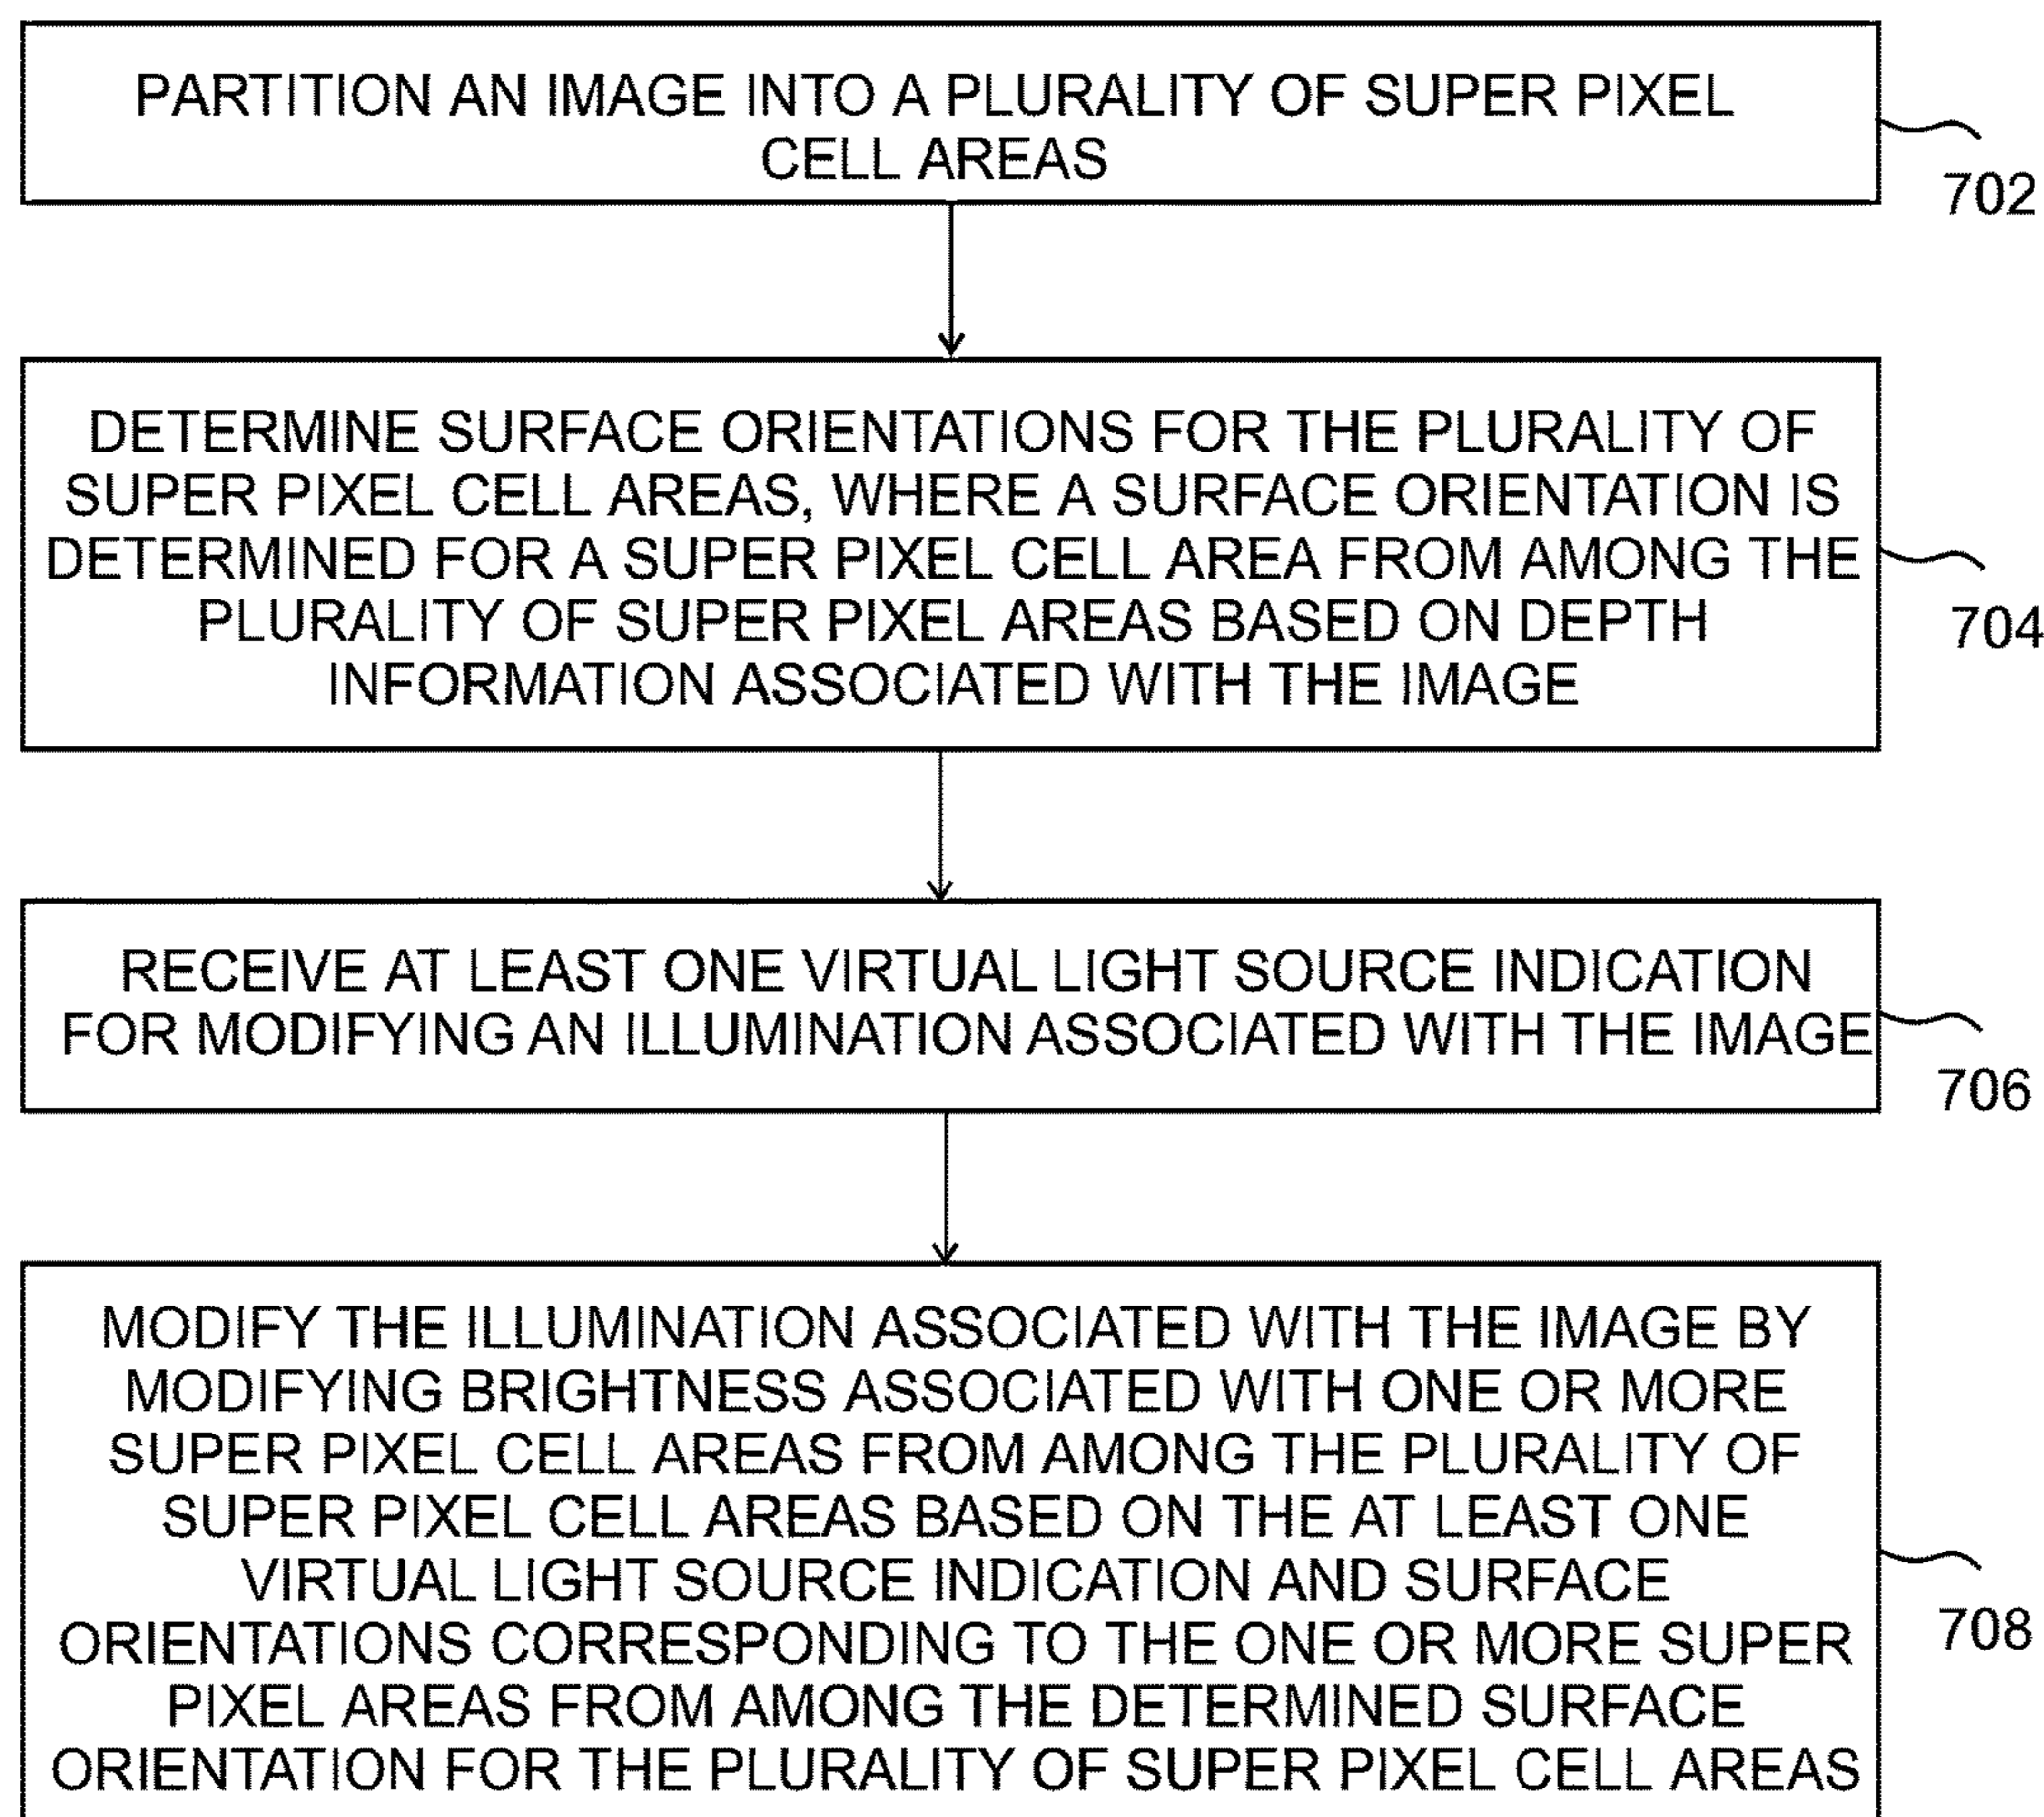 PARTITION AN IMAGE INTO A PLURALITY OF SUPER PIXEL
CELL AREAS
702
DETERMINE SURFACE ORIENTATIONS FOR THE PLURALITY OF
SUPER PIXEL CELL AREAS, WHERE A SURFACE ORIENTATION IS
DETERMINED FOR A SUPER PIXEL CELL AREA FROM AMONG THE
PLURALITY OF SUPER PIXEL AREAS BASED ON DEPTH
INFORMATION ASSOCIATED WITH THE IMAGE
704
RECEIVE AT LEAST ONE VIRTUAL LIGHT SOURCE INDICATION
FOR MODIFYING AN ILLUMINATION ASSOCIATED WITH THE IMAGE
706
MODIFY THE ILLUMINATION ASSOCIATED WITH THE IMAGE BY
MODIFYING BRIGHTNESS ASSOCIATED WITH ONE OR MORE
SUPER PIXEL CELL AREAS FROM AMONG THE PLURALITY OF
SUPER PIXEL CELL AREAS BASED ON THE AT LEAST ONE
VIRTUAL LIGHT SOURCE INDICATION AND SURFACE
ORIENTATIONS CORRESPONDING TO THE ONE OR MORE SUPER
PIXEL AREAS FROM AMONG THE DETERMINED SURFACE
ORIENTATION FOR THE PLURALITY OF SUPER PIXEL CELL AREAS
708